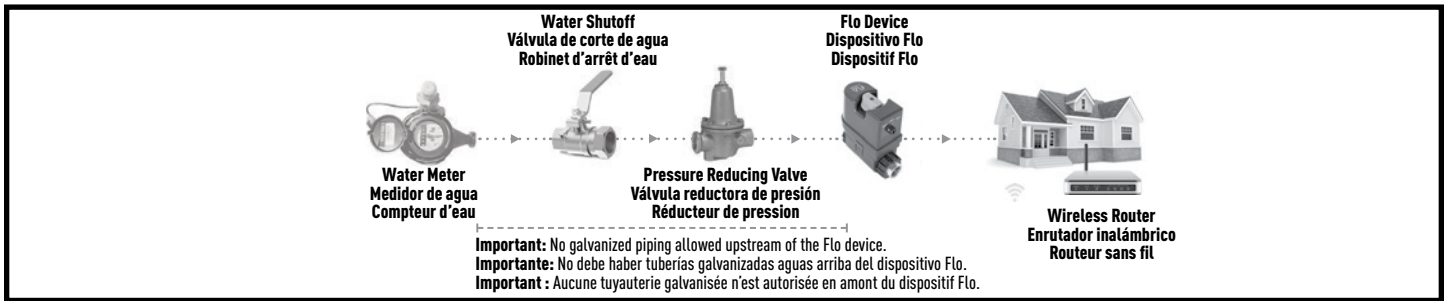 Water Shutoff
Válvula de corte de agua
Robinet d'arrêt d'eau
Flo Device
Dispositivo Flo
Dispositif Flo
Water Meter
Medidor de agua
Compteur d'eau
Pressure Reducing Valve
Válvula reductora de presión
Réducteur de pression
Wireless Router
Enrutador inalámbrico
Routeur sans fil
Important: No galvanized piping allowed upstream of the Flo device.
Importante: No debe haber tuberías galvanizadas aguas arriba del dispositivo Flo.
Important : Aucune tuyauterie galvanisée n'est autorisée en amont du dispositif Flo.